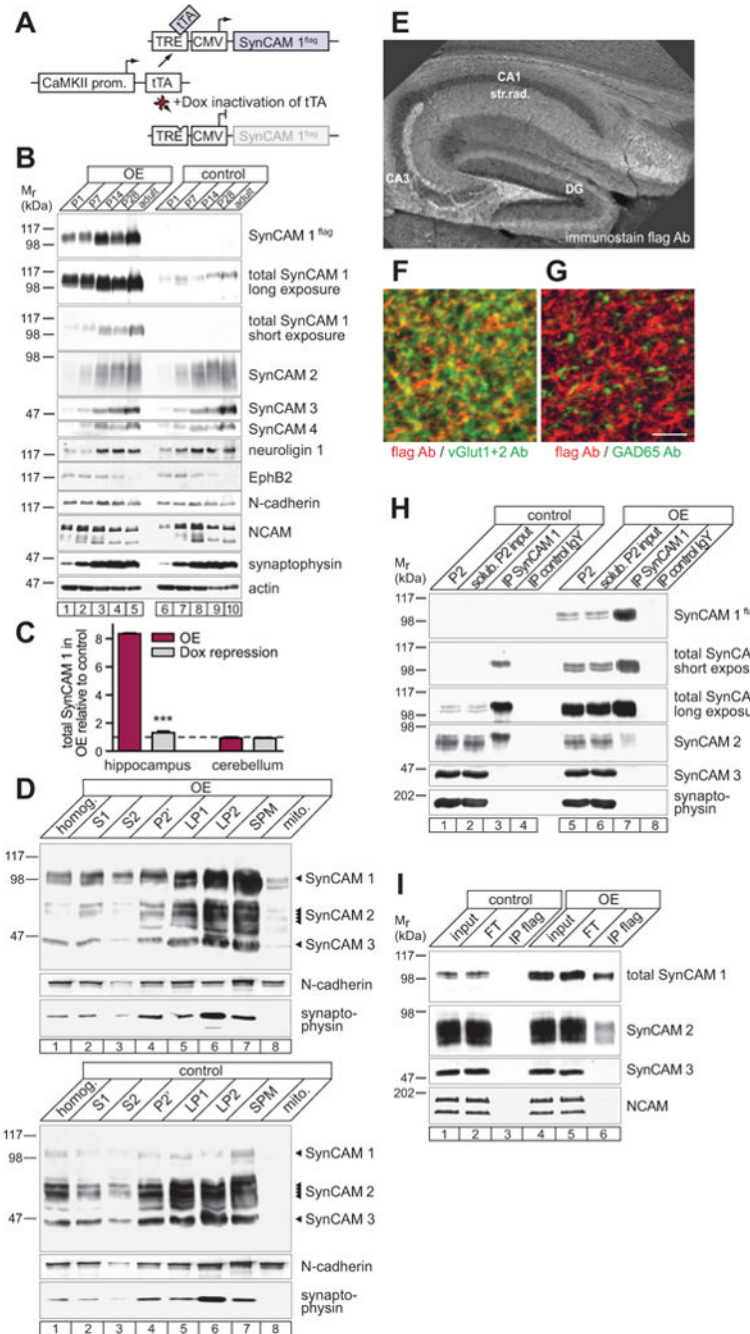 A
tTA
TRE CMV SynCAM 1flag
CaMKII prom. tTA
+Dox inactivation of tTA
TRE CMV SynCAM 1flag
B
OE control
Mr
(kDa)
P1 P7 P14 P28 adult P1 P7 P14 P28 adult
117
98
SynCAM 1flag
117
98
total SynCAM 1
long exposure
117
98
total SynCAM 1
short exposure
98
SynCAM 2
47
SynCAM 3
SynCAM 4
117
neuroligin 1
117
EphB2
117
N-cadherin
NCAM
47
synaptophysin
47
actin
1 2 3 4 5 6 7 8 9 10
C
total SynCAM 1 in
OE relative to control
8
6
4
2
0
OE
Dox repression
***
hippocampus cerebellum
D
OE
homog. S1 S2 P2' LP1 LP2 SPM mito.
117
98
47
SynCAM 1
SynCAM 2
SynCAM 3
N-cadherin
synapto-
physin
1 2 3 4 5 6 7 8
control
homog. S1 S2 P2' LP1 LP2 SPM mito.
117
98
47
SynCAM 1
SynCAM 2
SynCAM 3
N-cadherin
synapto-
physin
1 2 3 4 5 6 7 8
E
CA1
str.rad.
CA3
DG
immunostain flag Ab
F
G
flag Ab / vGlut1+2 Ab
flag Ab / GAD65 Ab
H
control OE
Mr
(kDa)
P2 solub. P2 input IP SynCAM 1 IP control IgY P2 solub. P2 input IP SynCAM 1 IP control IgY
117
98
SynCAM 1fl
117
98
total SynCA
short expos
117
98
total SynCA
long exposu
98
SynCAM 2
47
SynCAM 3
202
synapto-
physin
1 2 3 4 5 6 7 8
I
control OE
Mr
(kDa)
input FT IP flag input FT IP flag
117
98
total SynCAM 1
98
SynCAM 2
47
SynCAM 3
202
NCAM
1 2 3 4 5 6